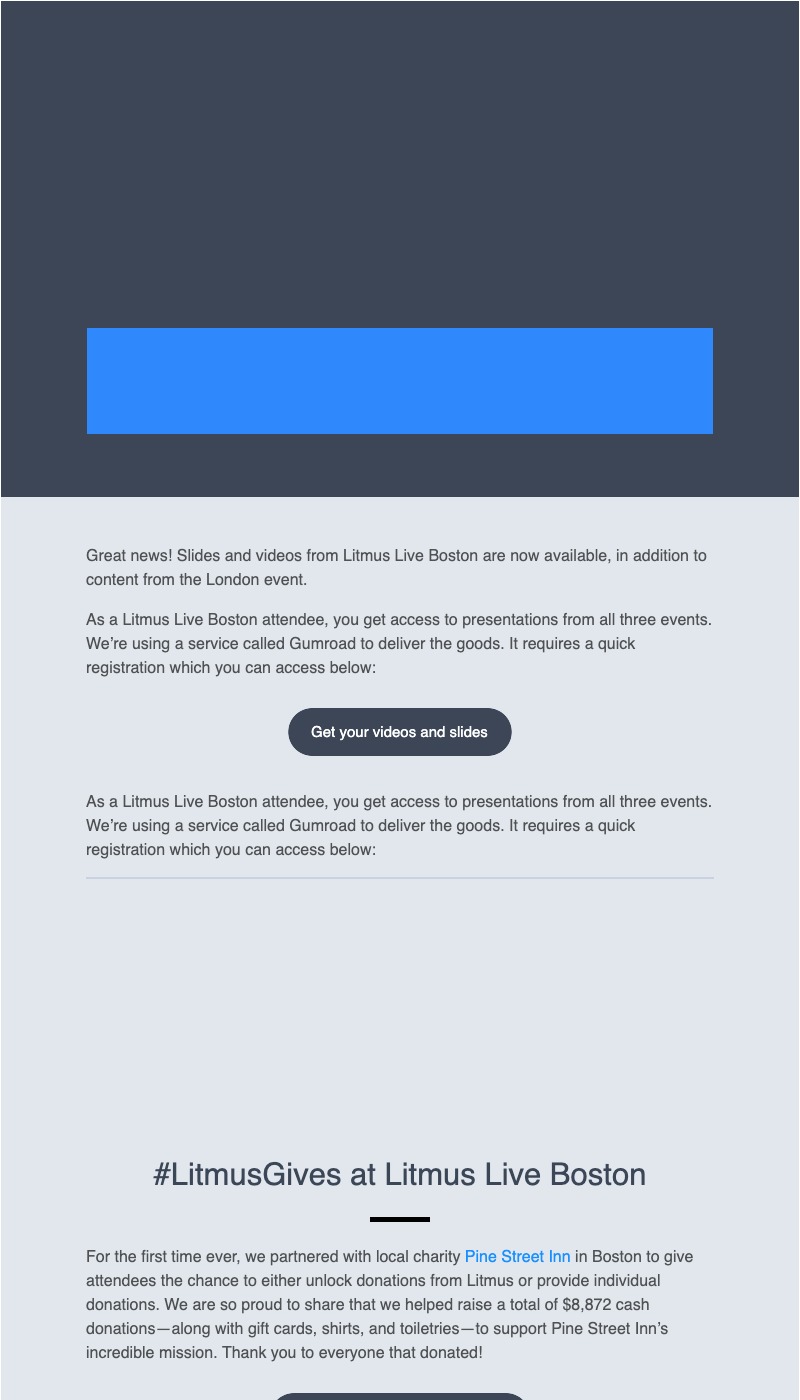 Great news! Slides and videos from Litmus Live Boston are now available, in addition to
content from the London event.
As a Litmus Live Boston attendee, you get access to presentations from all three events.
We’re using a service called Gumroad to deliver the goods. It requires a quick
registration which you can access below:
Get your videos and slides
As a Litmus Live Boston attendee, you get access to presentations from all three events.
We’re using a service called Gumroad to deliver the goods. It requires a quick
registration which you can access below:
#LitmusGives at Litmus Live Boston
For the first time ever, we partnered with local charity Pine Street Inn in Boston to give
attendees the chance to either unlock donations from Litmus or provide individual
donations. We are so proud to share that we helped raise a total of $8,872 cash
donations—along with gift cards, shirts, and toiletries—to support Pine Street Inn’s
incredible mission. Thank you to everyone that donated!